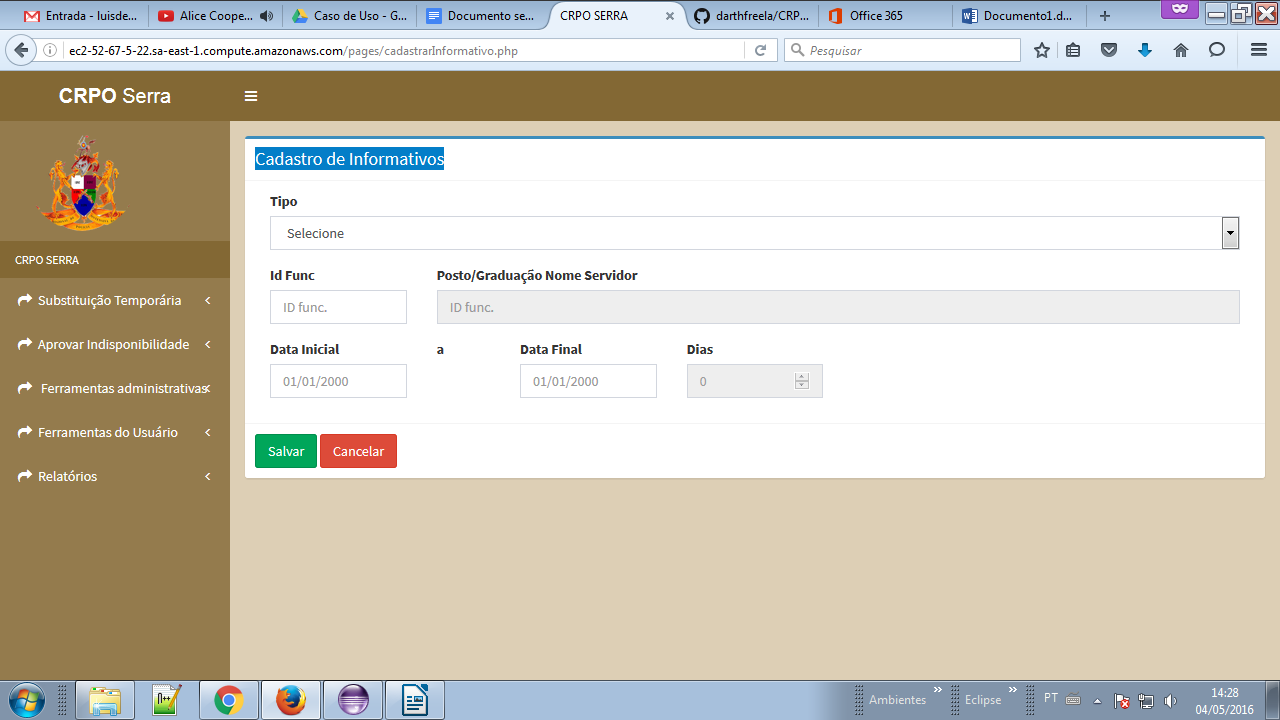 Entrada - luisde...
Alice Coope...
Caso de Uso - G...
Documento se...
CRPO SERRA
darthfreela/CRP...
Office 365
Documento1.d...
ec2-52-67-5-22.sa-east-1.compute.amazonaws.com/pages/cadastrarInformativo.php
Pesquisar
CRPO Serra
CRPO SERRA
Substituição Temporária
Aprovar Indisponibilidade
Ferramentas administrativas
Ferramentas do Usuário
Relatórios
Cadastro de Informativos
Tipo
Selecione
Id Func
Posto/Graduação Nome Servidor
ID func.
ID func.
Data Inicial
a
Data Final
Dias
01/01/2000
01/01/2000
0
Salvar
Cancelar
Ambientes
Eclipse
PT
14:28
04/05/2016